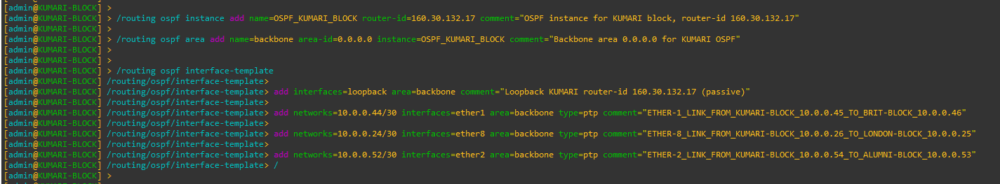 [admin@KUMARI-BLOCK] >
[admin@KUMARI-BLOCK] > /routing ospf instance add name=OSPF_KUMARI_BLOCK router-id=160.30.132.17 comment="OSPF instance for KUMARI block, router-id 160.30.132.17"
[admin@KUMARI-BLOCK] >
[admin@KUMARI-BLOCK] > /routing ospf area add name=backbone area-id=0.0.0.0 instance=OSPF_KUMARI_BLOCK comment="Backbone area 0.0.0.0 for KUMARI OSPF"
[admin@KUMARI-BLOCK] >
[admin@KUMARI-BLOCK] >
[admin@KUMARI-BLOCK] > /routing ospf interface-template
[admin@KUMARI-BLOCK] /routing/ospf/interface-template>
[admin@KUMARI-BLOCK] /routing/ospf/interface-template> add interfaces=loopback area=backbone comment="Loopback KUMARI router-id 160.30.132.17 (passive)"
[admin@KUMARI-BLOCK] /routing/ospf/interface-template>
[admin@KUMARI-BLOCK] /routing/ospf/interface-template> add networks=10.0.0.44/30 interfaces=ether1 area=backbone type=ptp comment="ETHER-1_LINK_FROM_KUMARI-BLOCK_10.0.0.45_TO_BRIT-BLOCK_10.0.0.46"
[admin@KUMARI-BLOCK] /routing/ospf/interface-template>
[admin@KUMARI-BLOCK] /routing/ospf/interface-template> add networks=10.0.0.24/30 interfaces=ether8 area=backbone type=ptp comment="ETHER-8_LINK_FROM_KUMARI-BLOCK_10.0.0.26_TO_LONDON-BLOCK_10.0.0.25"
[admin@KUMARI-BLOCK] /routing/ospf/interface-template>
[admin@KUMARI-BLOCK] /routing/ospf/interface-template> add networks=10.0.0.52/30 interfaces=ether2 area=backbone type=ptp comment="ETHER-2_LINK_FROM_KUMARI-BLOCK_10.0.0.54_TO_ALUMNI-BLOCK_10.0.0.53"
[admin@KUMARI-BLOCK] /routing/ospf/interface-template> /
[admin@KUMARI-BLOCK] >